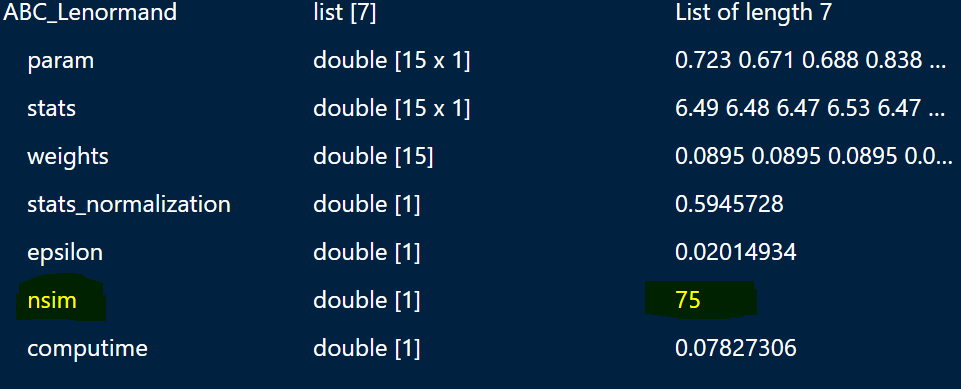 ABC_Lenormand list [7] List of length 7
param double [15 x 1] 0.723 0.671 0.688 0.838 ...
stats double [15 x 1] 6.49 6.48 6.47 6.53 6.47 ...
weights double [15] 0.0895 0.0895 0.0895 0.0...
stats_normalization double [1] 0.5945728
epsilon double [1] 0.02014934
nsim double [1] 75
computime double [1] 0.07827306